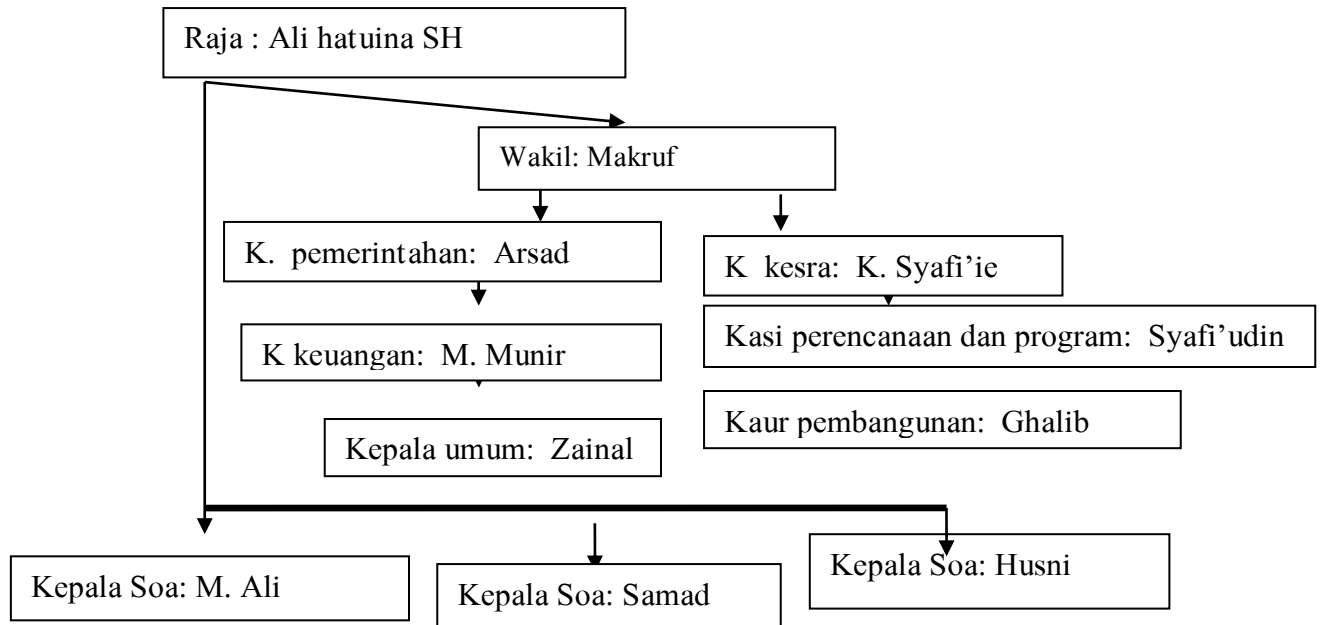 Raja : Ali hatuina SH
Wakil: Makruf
K. pemerintahan: Arsad
K kesra: K. Syafi’ie
Kasi perencanaan dan program: Syafi’udin
K keuangan: M. Munir
Kaur pembangunan: Ghalib
Kepala umum: Zainal
Kepala Soa: M. Ali
Kepala Soa: Samad
Kepala Soa: Husni